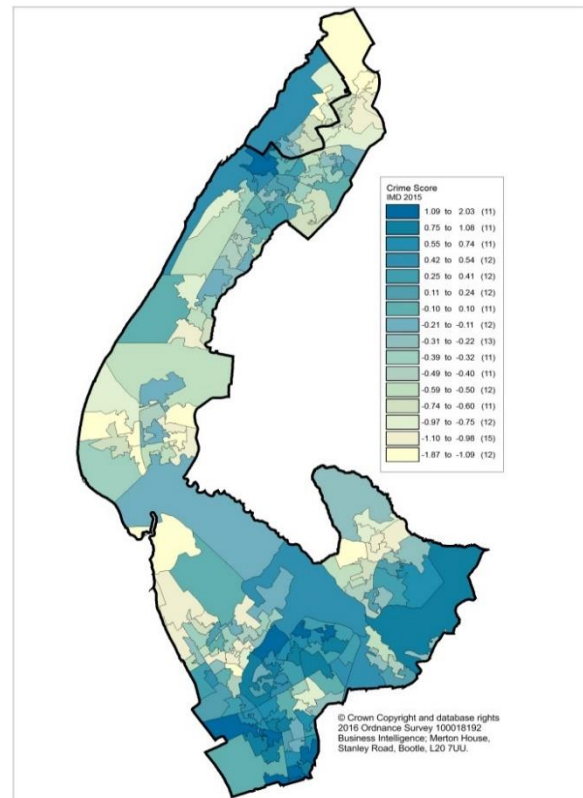 Crime Score
IMD 2015
1.09 to 2.03 (11)
0.75 to 1.08 (11)
0.55 to 0.74 (11)
0.42 to 0.54 (12)
0.25 to 0.41 (12)
0.11 to 0.24 (12)
-0.10 to 0.10 (11)
-0.21 to -0.11 (12)
-0.31 to -0.22 (13)
-0.39 to -0.32 (11)
-0.49 to -0.40 (11)
-0.59 to -0.50 (12)
-0.74 to -0.60 (11)
-0.97 to -0.75 (12)
-1.10 to -0.98 (15)
-1.87 to -1.09 (12)
© Crown Copyright and database rights
2016 Ordnance Survey 100018192
Business Intelligence; Merton House,
Stanley Road, Bootle, L20 7UU.